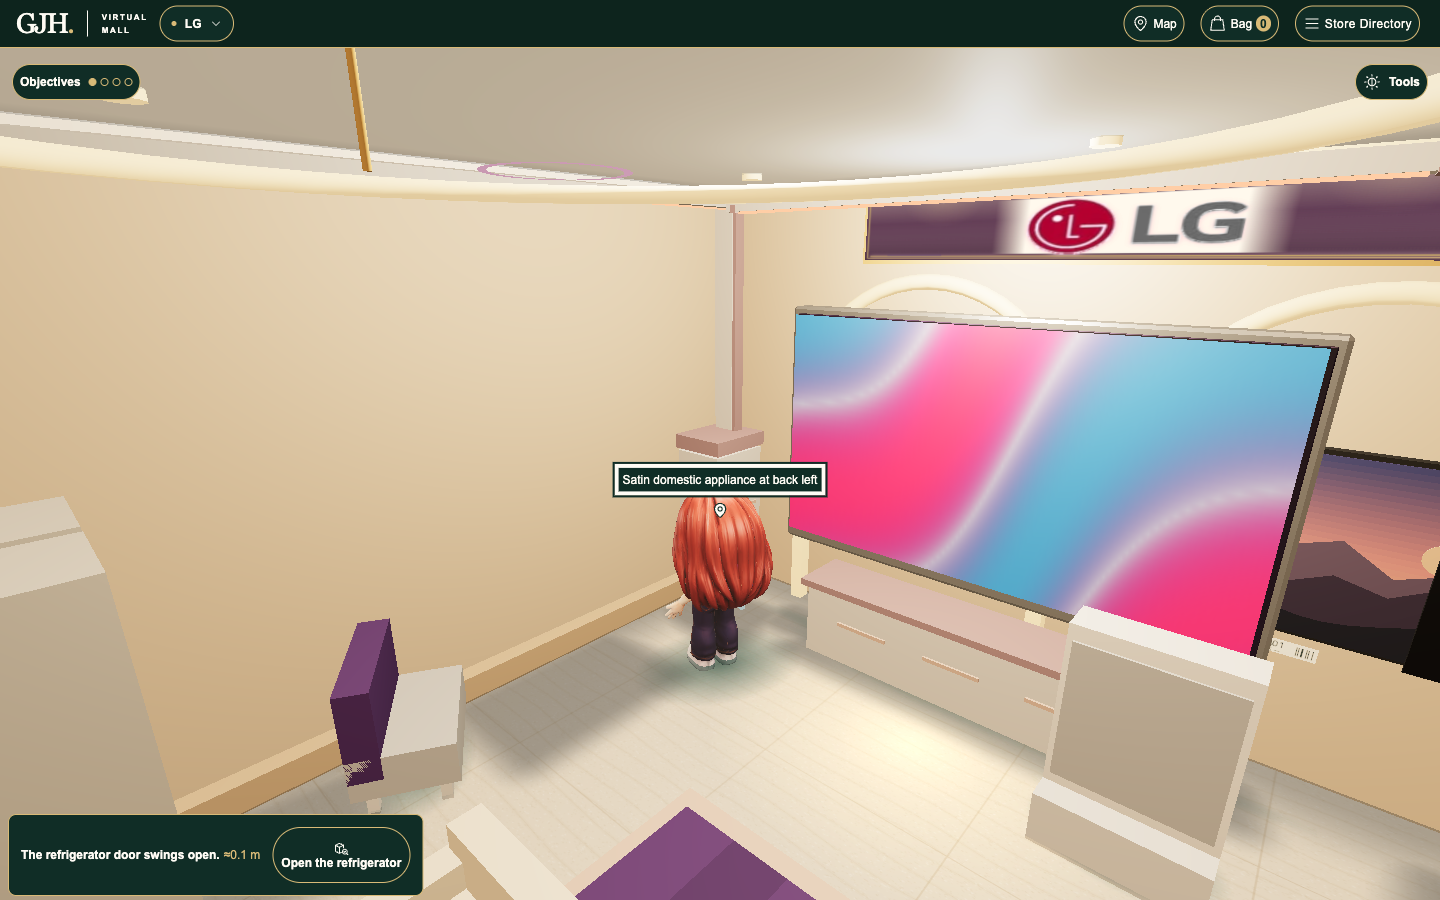 GJH.
VIRTUAL
MALL
LG
Map
Bag 0
Store Directory
Objectives
Tools
LG
LG
Satin domestic appliance at back left
The refrigerator door swings open. ≈0.1 m
Open the refrigerator